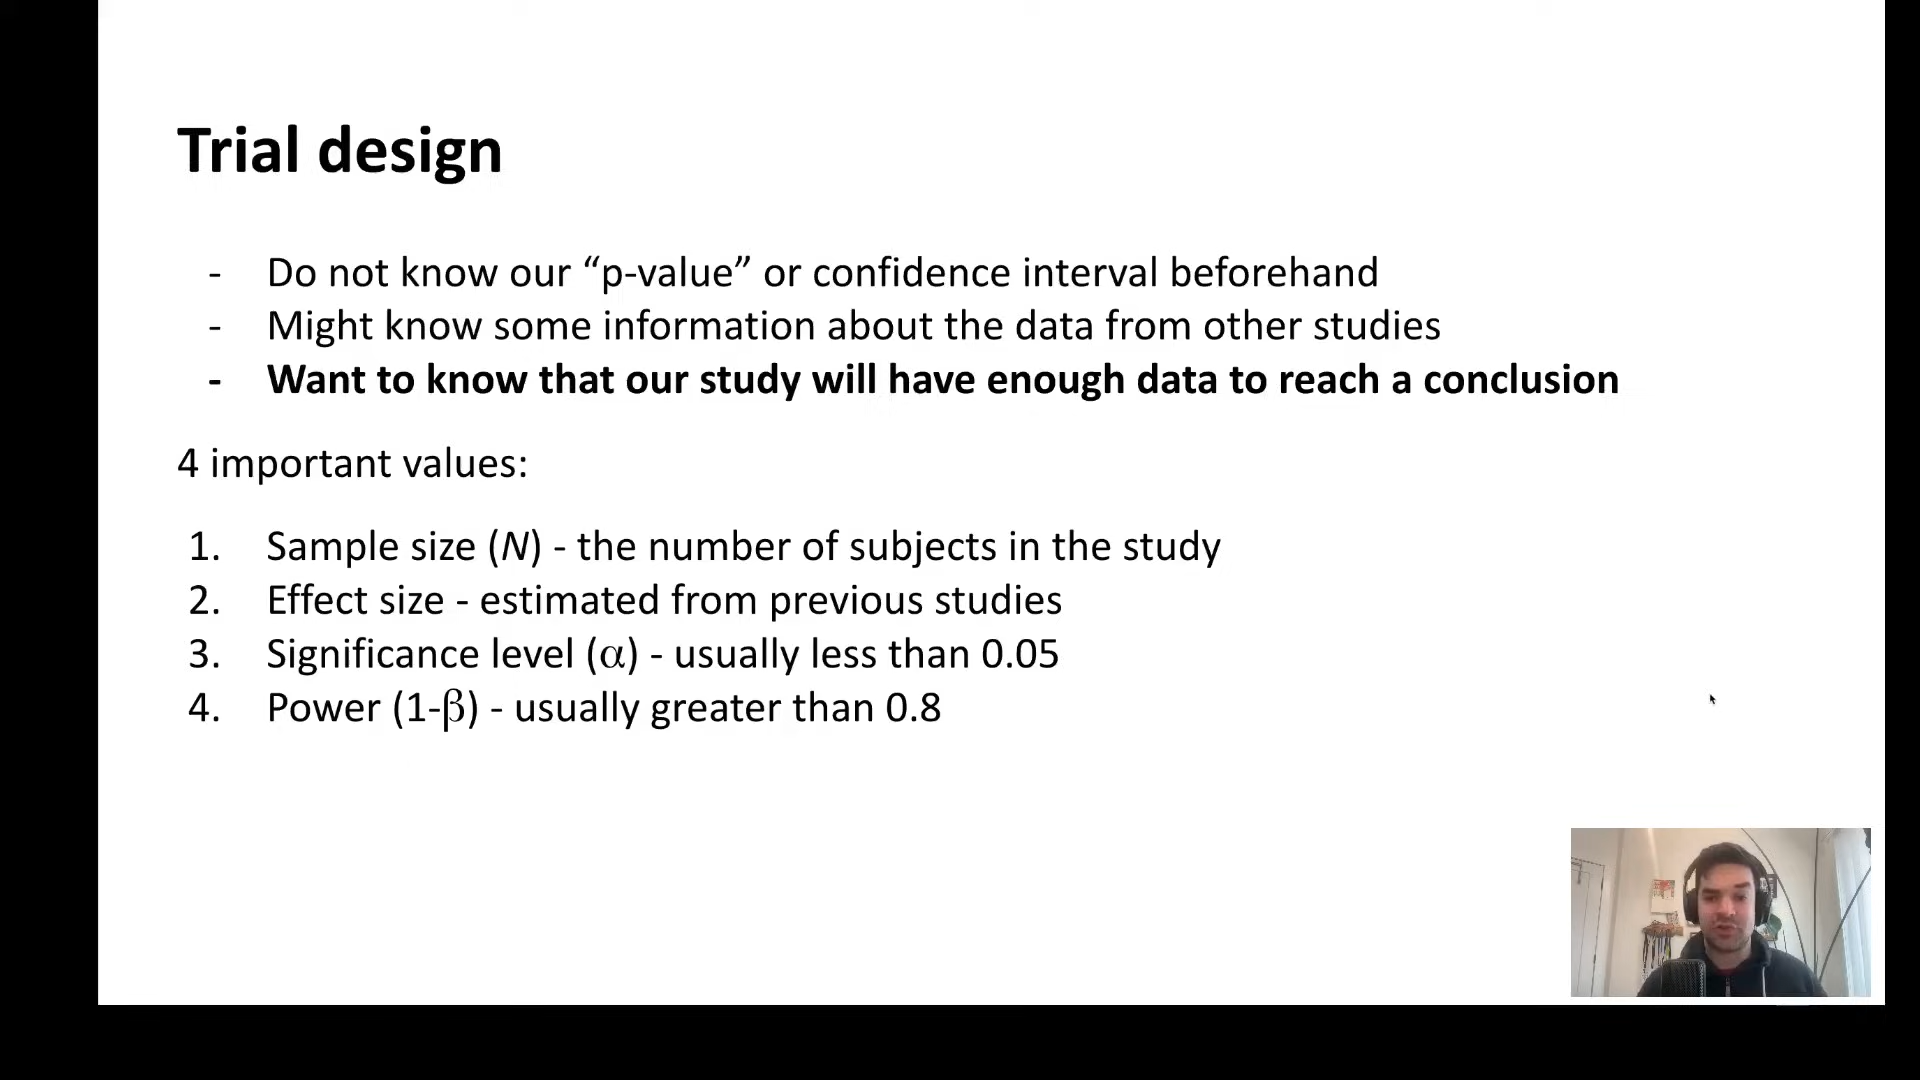 Trial design
- Do not know our “p-value” or confidence interval beforehand
- Might know some information about the data from other studies
- Want to know that our study will have enough data to reach a conclusion
4 important values:
1. Sample size (N) - the number of subjects in the study
2. Effect size - estimated from previous studies
3. Significance level (α) - usually less than 0.05
4. Power (1-β) - usually greater than 0.8